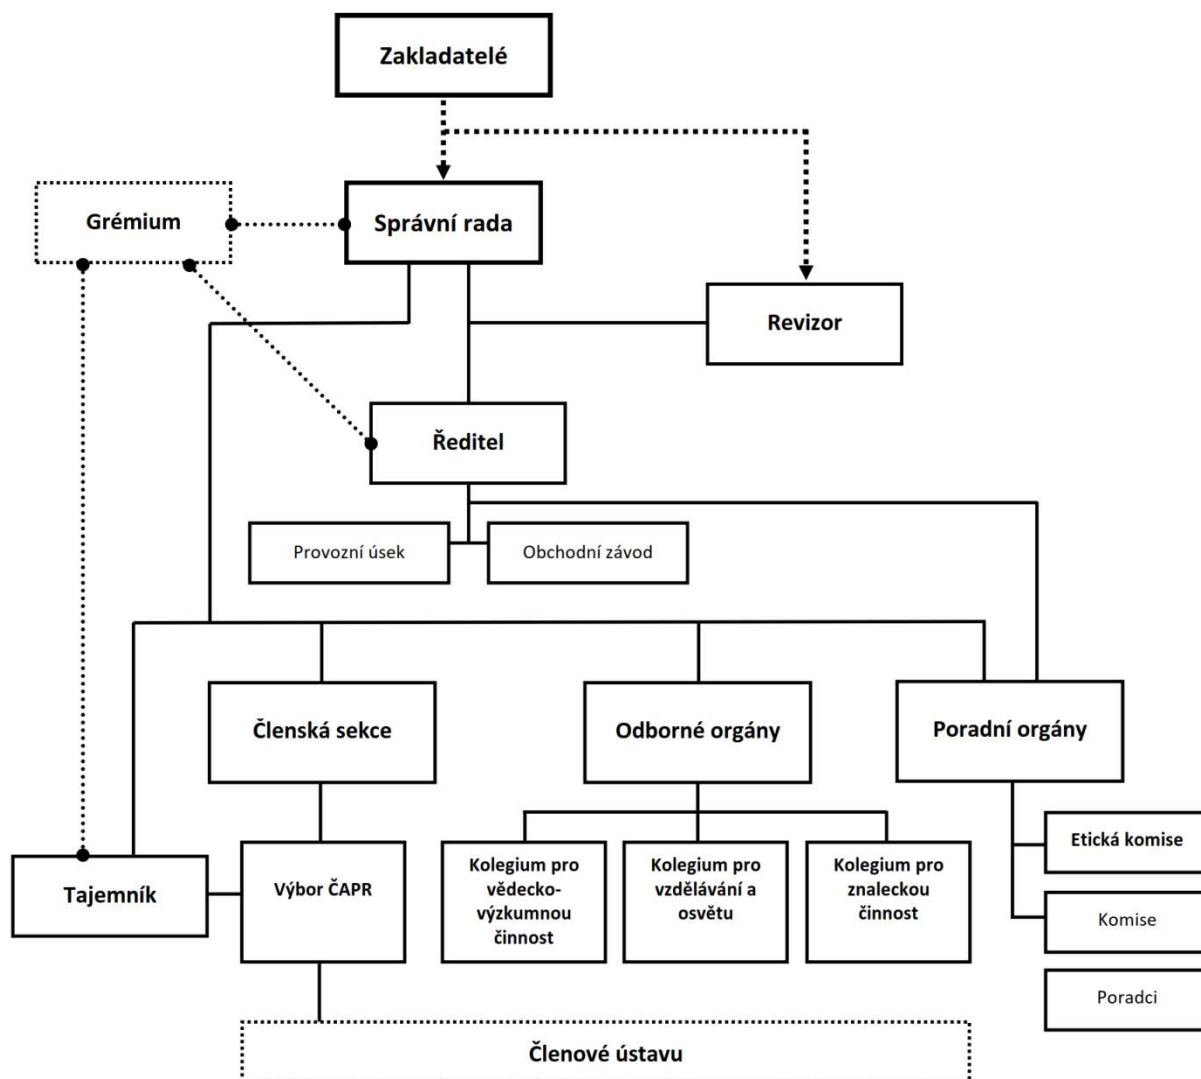 Zakladatelé
Grémium
Správní rada
Revizor
Ředitel
Provozní úsek
Obchodní závod
Členská sekce
Odborné orgány
Poradní orgány
Tajemník
Výbor ČAPR
Kolegium pro
vědecko-
výzkumnou
činnost
Kolegium pro
vzdělávání a
osvětu
Kolegium pro
znaleckou
činnost
Etická komise
Komise
Poradci
Členové ústavu